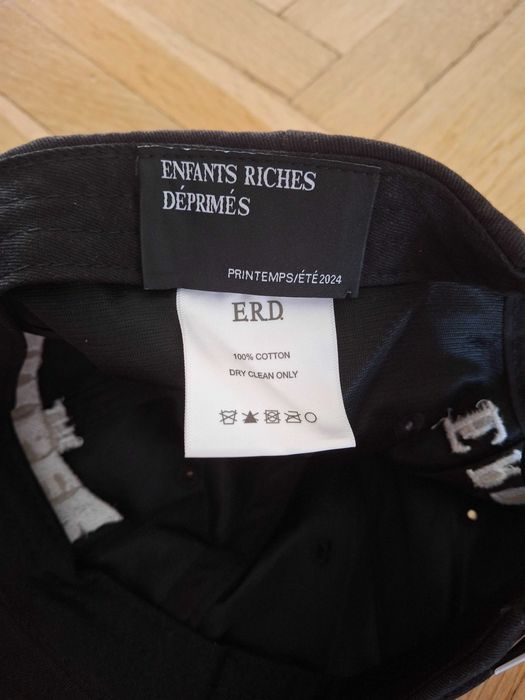 ENFANTS RICHES
DÉPRIMÉS
PRINTEMPS/ÉTÉ 2024
E.R.D.
100% COTTON
DRY CLEAN ONLY